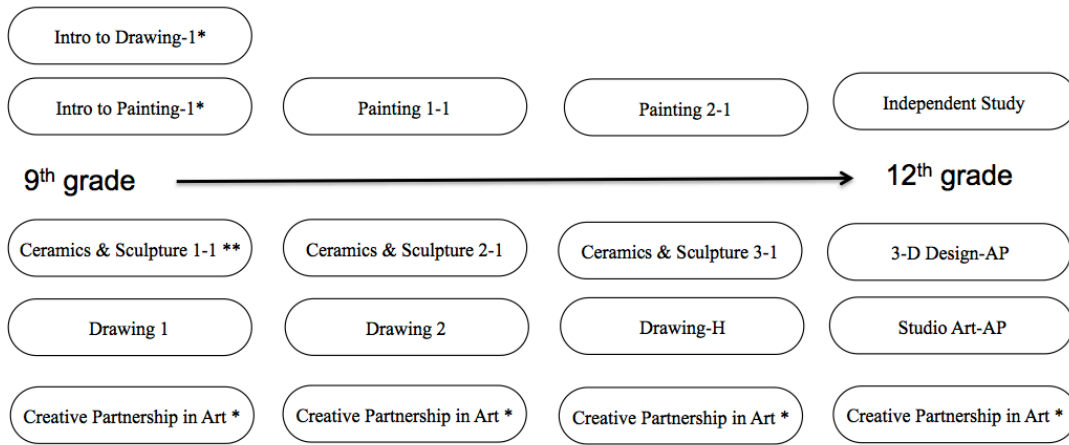 Intro to Drawing-1*
Intro to Painting-1*
Painting 1-1
Painting 2-1
Independent Study
9th grade
12th grade
Ceramics & Sculpture 1-1 **
Ceramics & Sculpture 2-1
Ceramics & Sculpture 3-1
3-D Design-AP
Drawing 1
Drawing 2
Drawing-H
Studio Art-AP
Creative Partnership in Art *
Creative Partnership in Art *
Creative Partnership in Art *
Creative Partnership in Art *